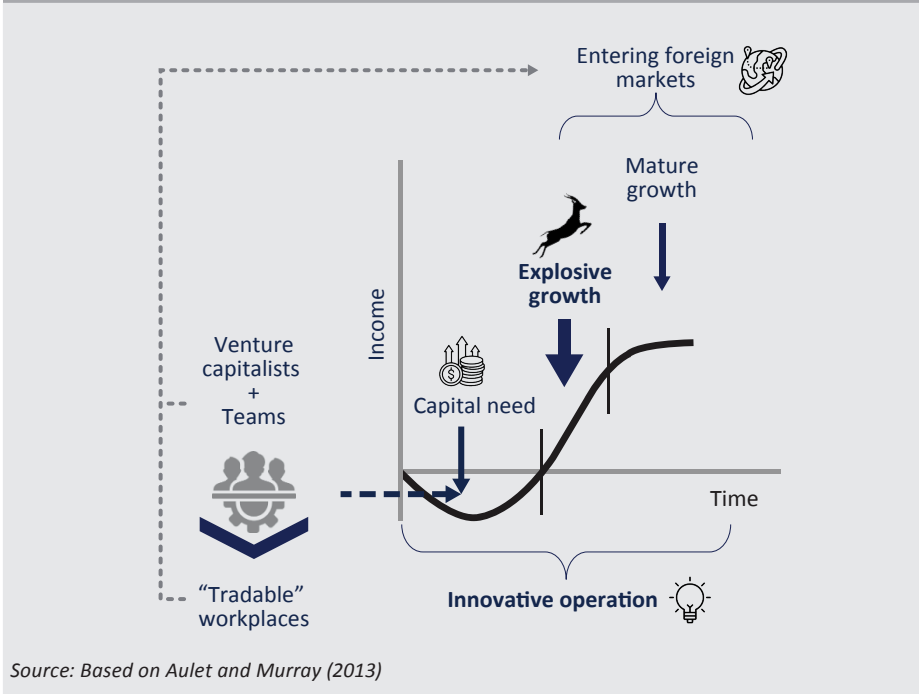 Entering foreign
markets
Mature
growth
Explosive
growth
Income
Venture
capitalists
+
Teams
$
Capital need
Time
“Tradable”
workplaces
Innovative operation
Source: Based on Aulet and Murray (2013)